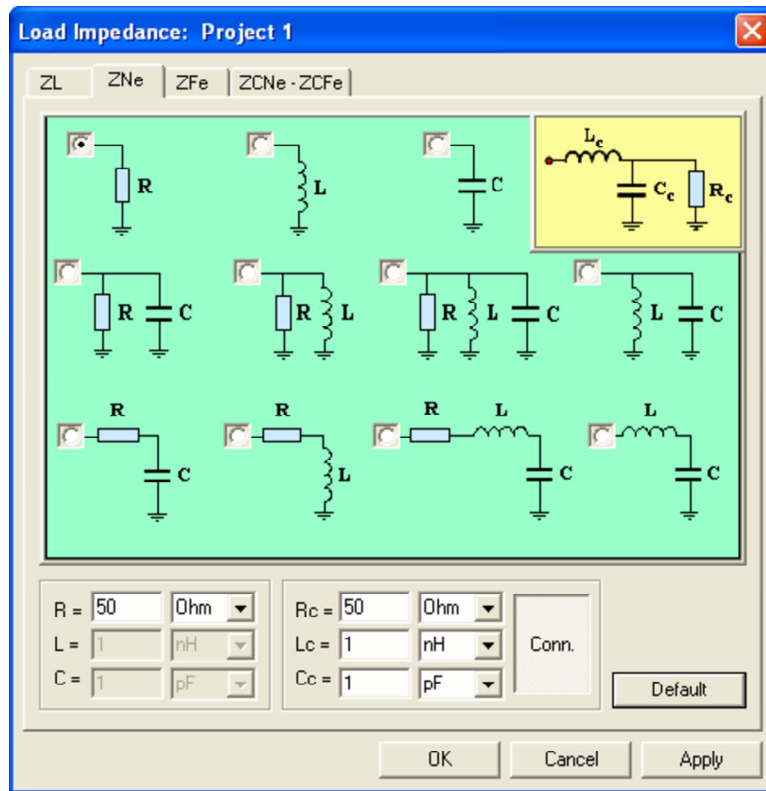 Load Impedance: Project 1
ZL ZNe ZFe ZCNe - ZCFe
R
L
C
Lc
Cc
Rc
R C
R L
R L C
L C
R
C
R
L
R L
C
L
C
R = 50 Ohm
L = 1 nH
C = 1 pF
Rc = 50 Ohm
Lc = 1 nH
Cc = 1 pF
Conn.
Default
OK Cancel Apply